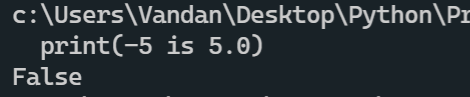 c:\Users\Vandan\Desktop\Python\Pr
print(-5 is 5.0)
False